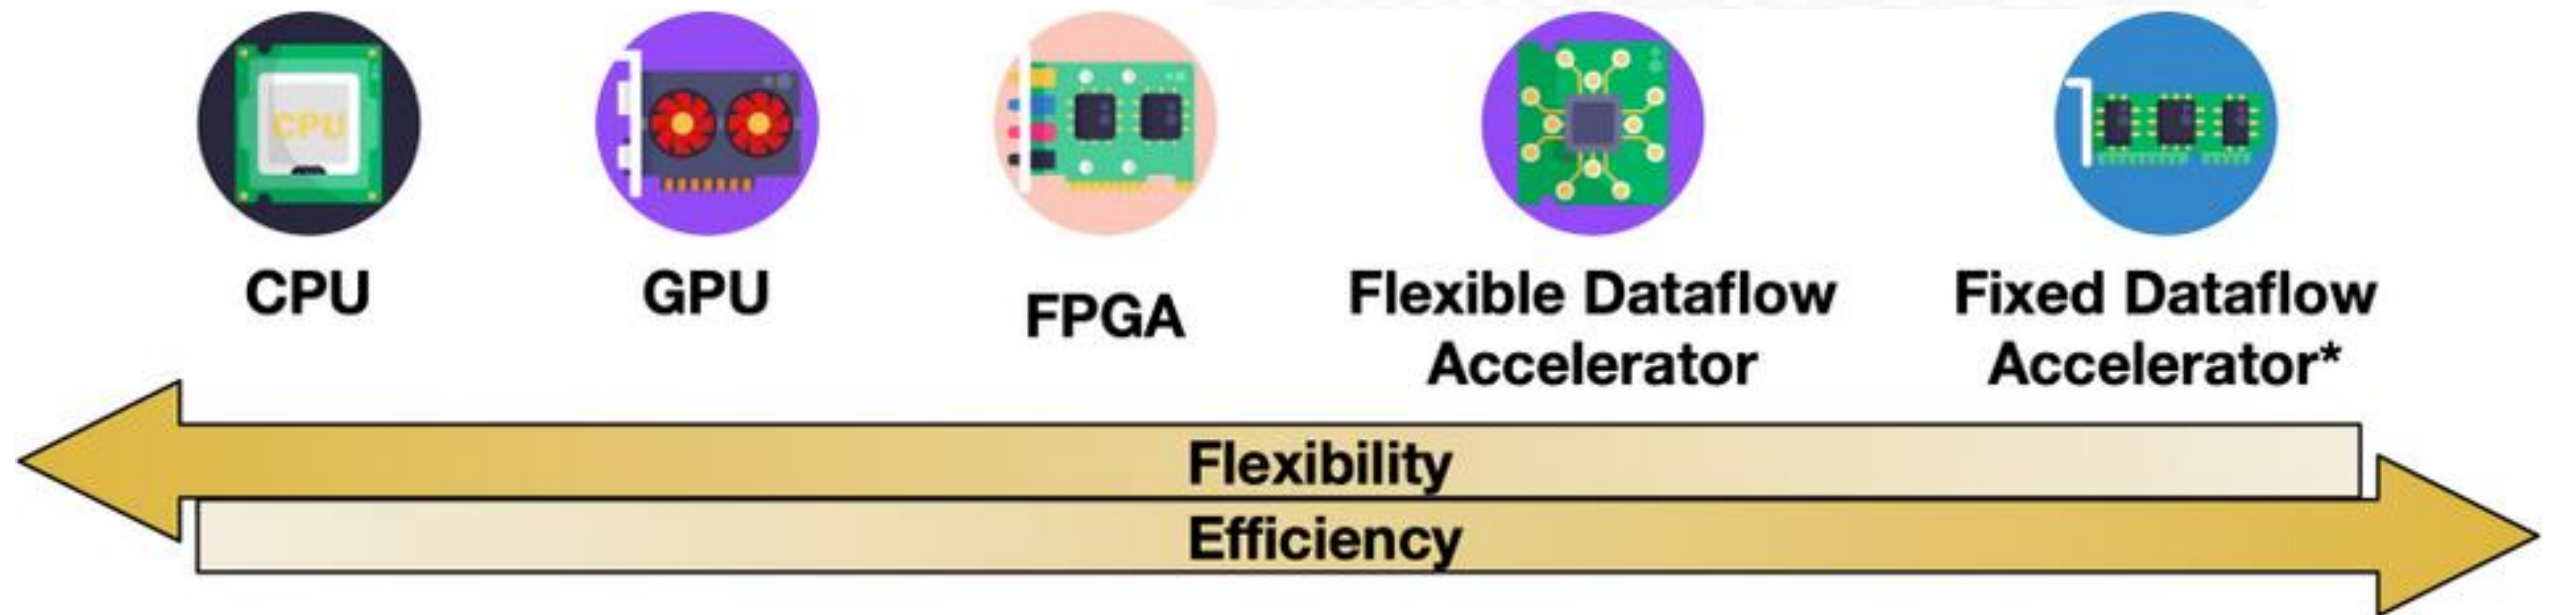 CPU
CPU
GPU
FPGA
Flexible Dataflow
Accelerator
Fixed Dataflow
Accelerator*
Flexibility
Efficiency